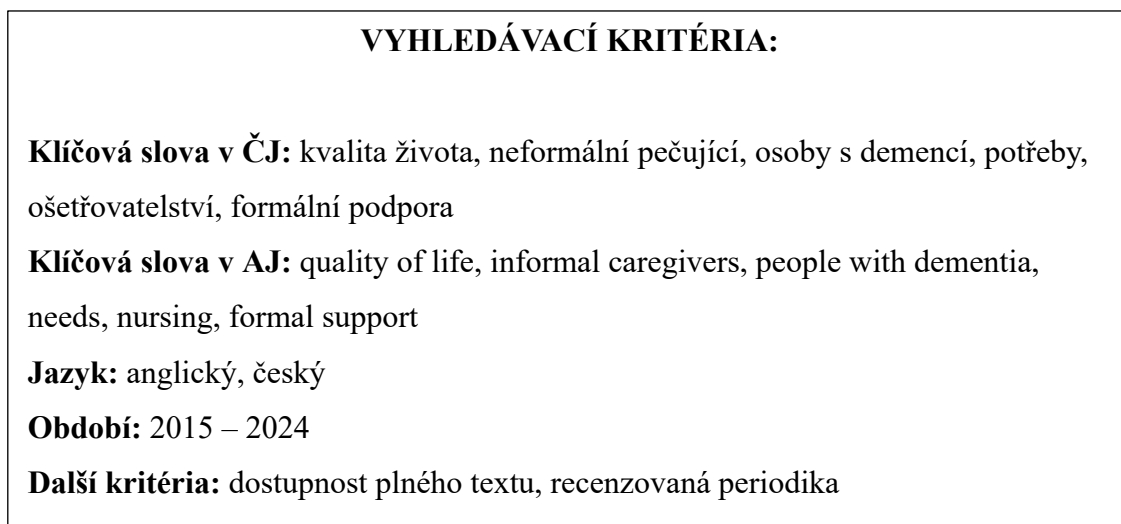 VYHLEDÁVACÍ KRITÉRIA:
Klíčová slova v ČJ: kvalita života, neformální pečující, osoby s demencí, potřeby,
ošetřovatelství, formální podpora
Klíčová slova v AJ: quality of life, informal caregivers, people with dementia,
needs, nursing, formal support
Jazyk: anglický, český
Období: 2015 – 2024
Další kritéria: dostupnost plného textu, recenzovaná periodika